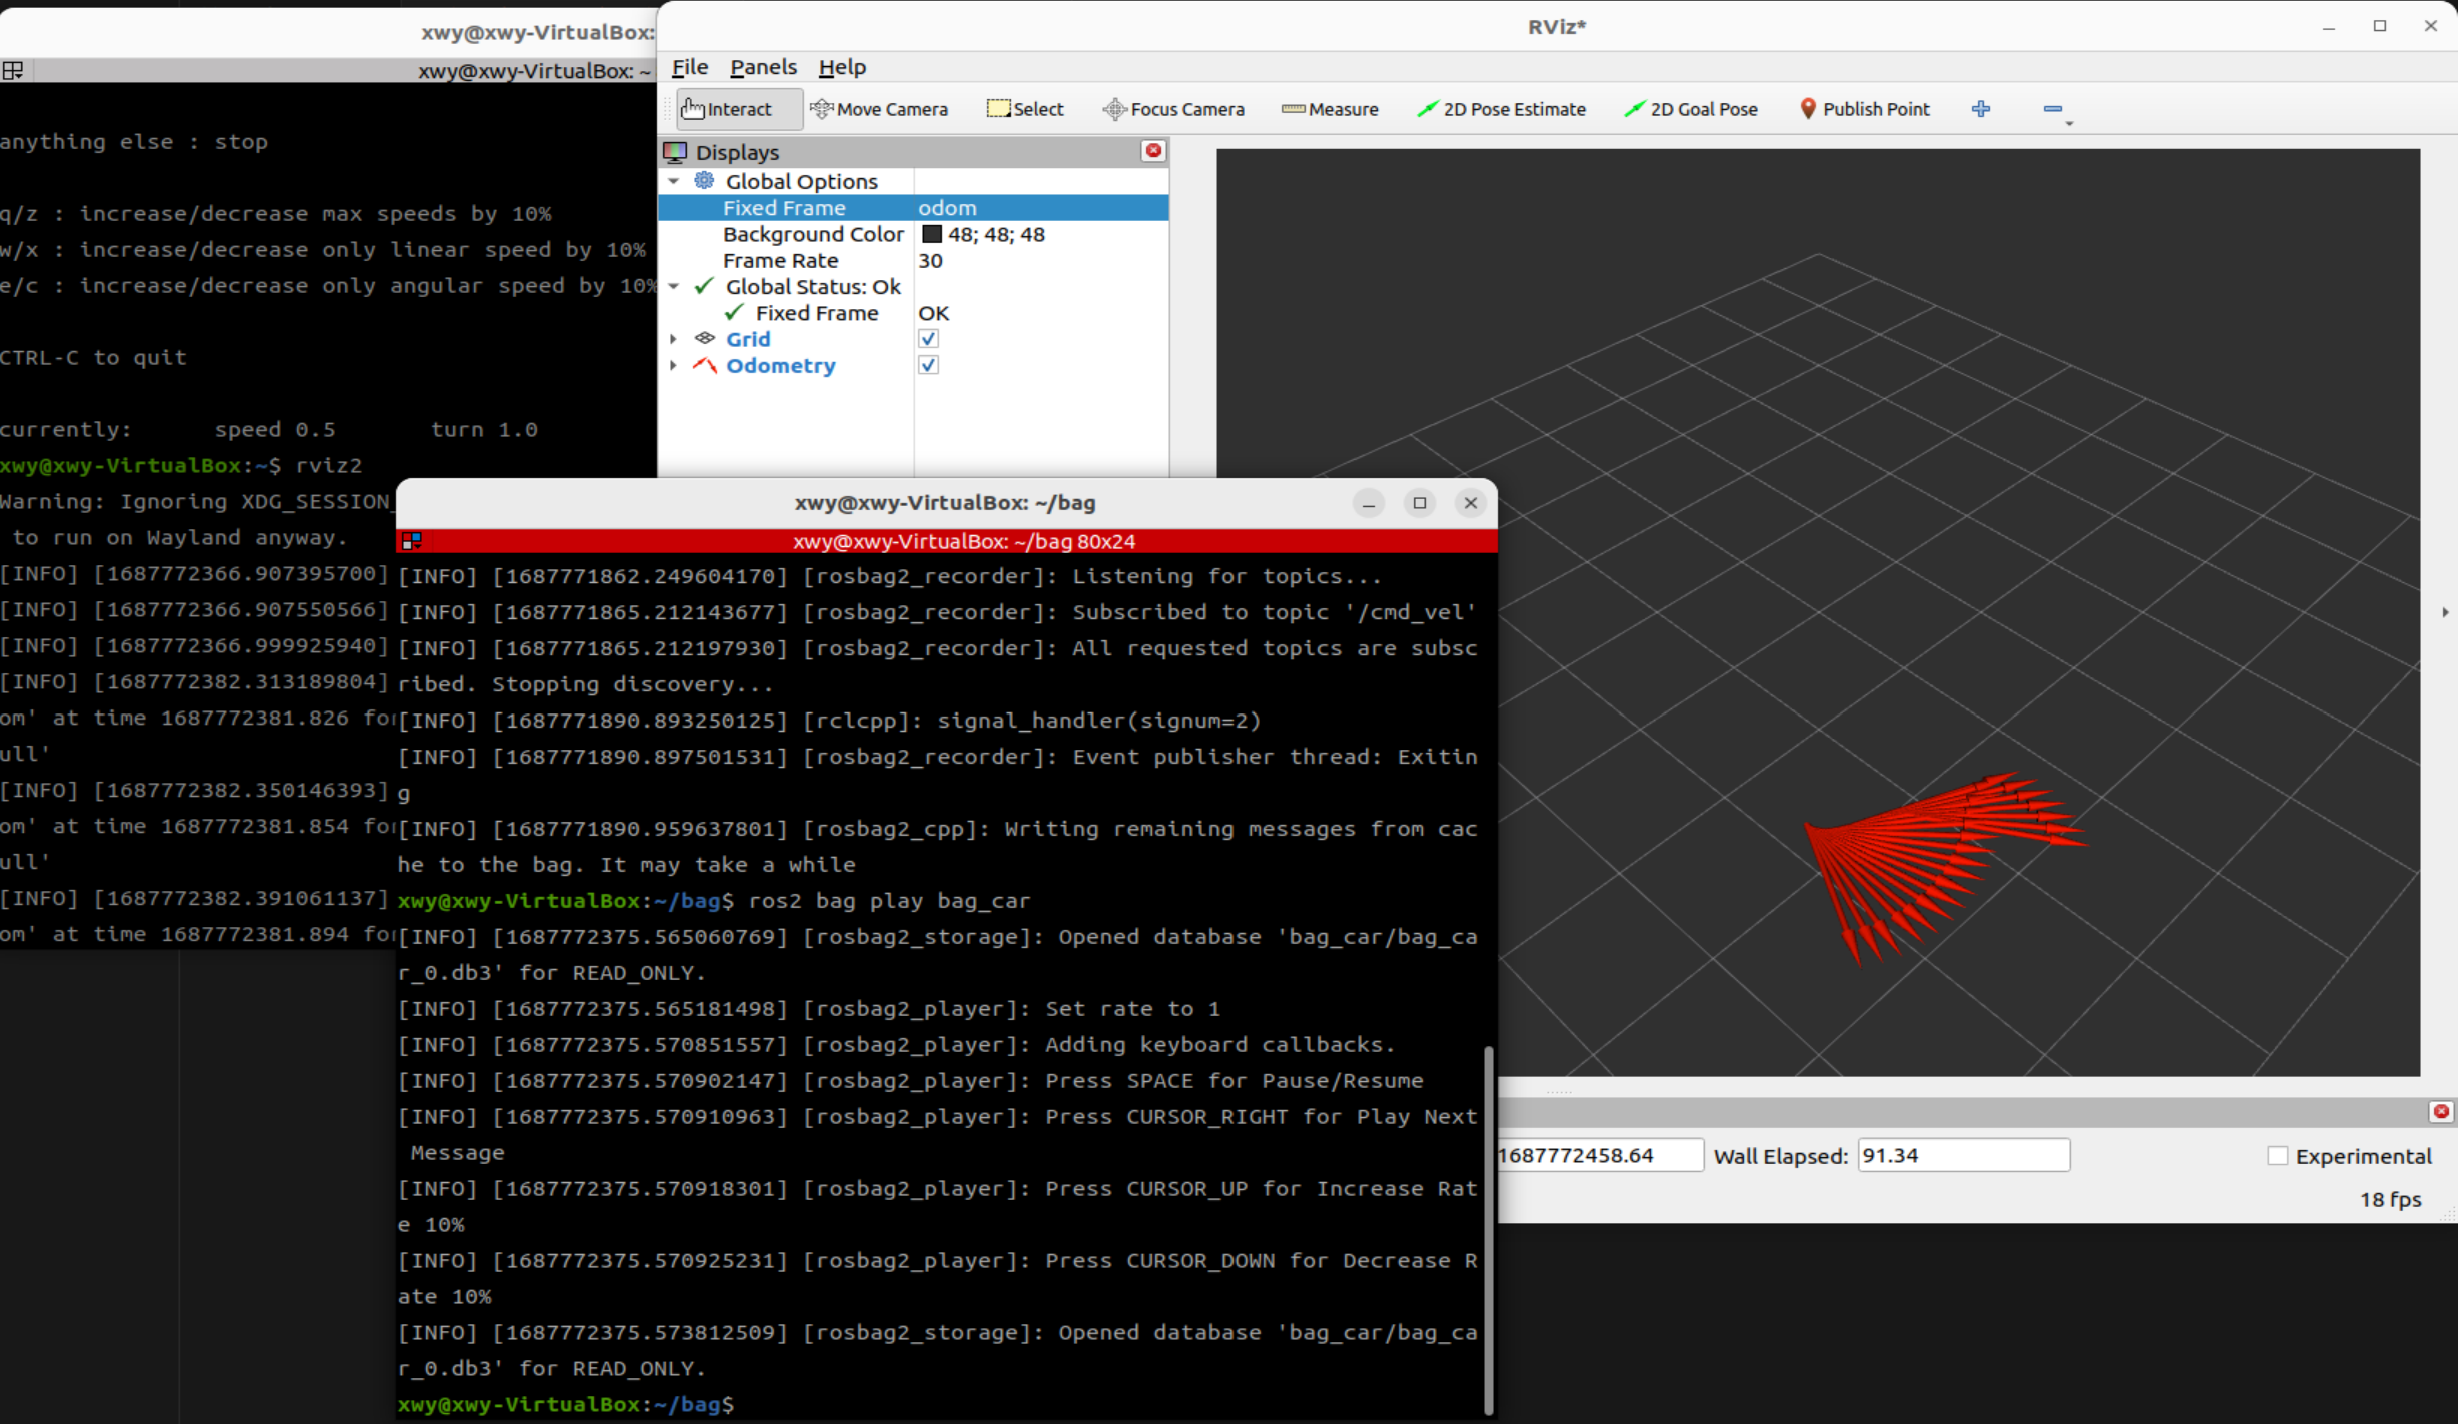 xwy@xwy-VirtualBox:
xwy@xwy-VirtualBox: ~
anything else : stop
q/z : increase/decrease max speeds by 10%
w/x : increase/decrease only linear speed by 10%
e/c : increase/decrease only angular speed by 10%
CTRL-C to quit
currently: speed 0.5 turn 1.0
xwy@xwy-VirtualBox:~$ rviz2
Warning: Ignoring XDG_SESSION_
to run on Wayland anyway.
[INFO] [1687772366.907395700]
[INFO] [1687772366.907550566]
[INFO] [1687772366.999925940]
[INFO] [1687772382.313189804]
om' at time 1687772381.826 for
ull'
[INFO] [1687772382.350146393]
om' at time 1687772381.854 for
ull'
[INFO] [1687772382.391061137]
om' at time 1687772381.894 for
RViz*
File Panels Help
Interact Move Camera Select Focus Camera Measure 2D Pose Estimate 2D Goal Pose Publish Point
Displays
Global Options
Fixed Frame odom
Background Color 48; 48; 48
Frame Rate 30
Global Status: Ok
Fixed Frame OK
Grid
Odometry
xwy@xwy-VirtualBox: ~/bag
xwy@xwy-VirtualBox: ~/bag 80x24
[INFO] [1687771862.249604170] [rosbag2_recorder]: Listening for topics...
[INFO] [1687771865.212143677] [rosbag2_recorder]: Subscribed to topic '/cmd_vel'
[INFO] [1687771865.212197930] [rosbag2_recorder]: All requested topics are subsc
ribed. Stopping discovery...
[INFO] [1687771890.893250125] [rclcpp]: signal_handler(signum=2)
[INFO] [1687771890.897501531] [rosbag2_recorder]: Event publisher thread: Exitin
g
[INFO] [1687771890.959637801] [rosbag2_cpp]: Writing remaining messages from cac
he to the bag. It may take a while
xwy@xwy-VirtualBox:~/bag$ ros2 bag play bag_car
[INFO] [1687772375.565060769] [rosbag2_storage]: Opened database 'bag_car/bag_ca
r_0.db3' for READ_ONLY.
[INFO] [1687772375.565181498] [rosbag2_player]: Set rate to 1
[INFO] [1687772375.570851557] [rosbag2_player]: Adding keyboard callbacks.
[INFO] [1687772375.570902147] [rosbag2_player]: Press SPACE for Pause/Resume
[INFO] [1687772375.570910963] [rosbag2_player]: Press CURSOR_RIGHT for Play Next
Message
[INFO] [1687772375.570918301] [rosbag2_player]: Press CURSOR_UP for Increase Rat
e 10%
[INFO] [1687772375.570925231] [rosbag2_player]: Press CURSOR_DOWN for Decrease R
ate 10%
[INFO] [1687772375.573812509] [rosbag2_storage]: Opened database 'bag_car/bag_ca
r_0.db3' for READ_ONLY.
xwy@xwy-VirtualBox:~/bag$
1687772458.64 Wall Elapsed: 91.34 Experimental
18 fps